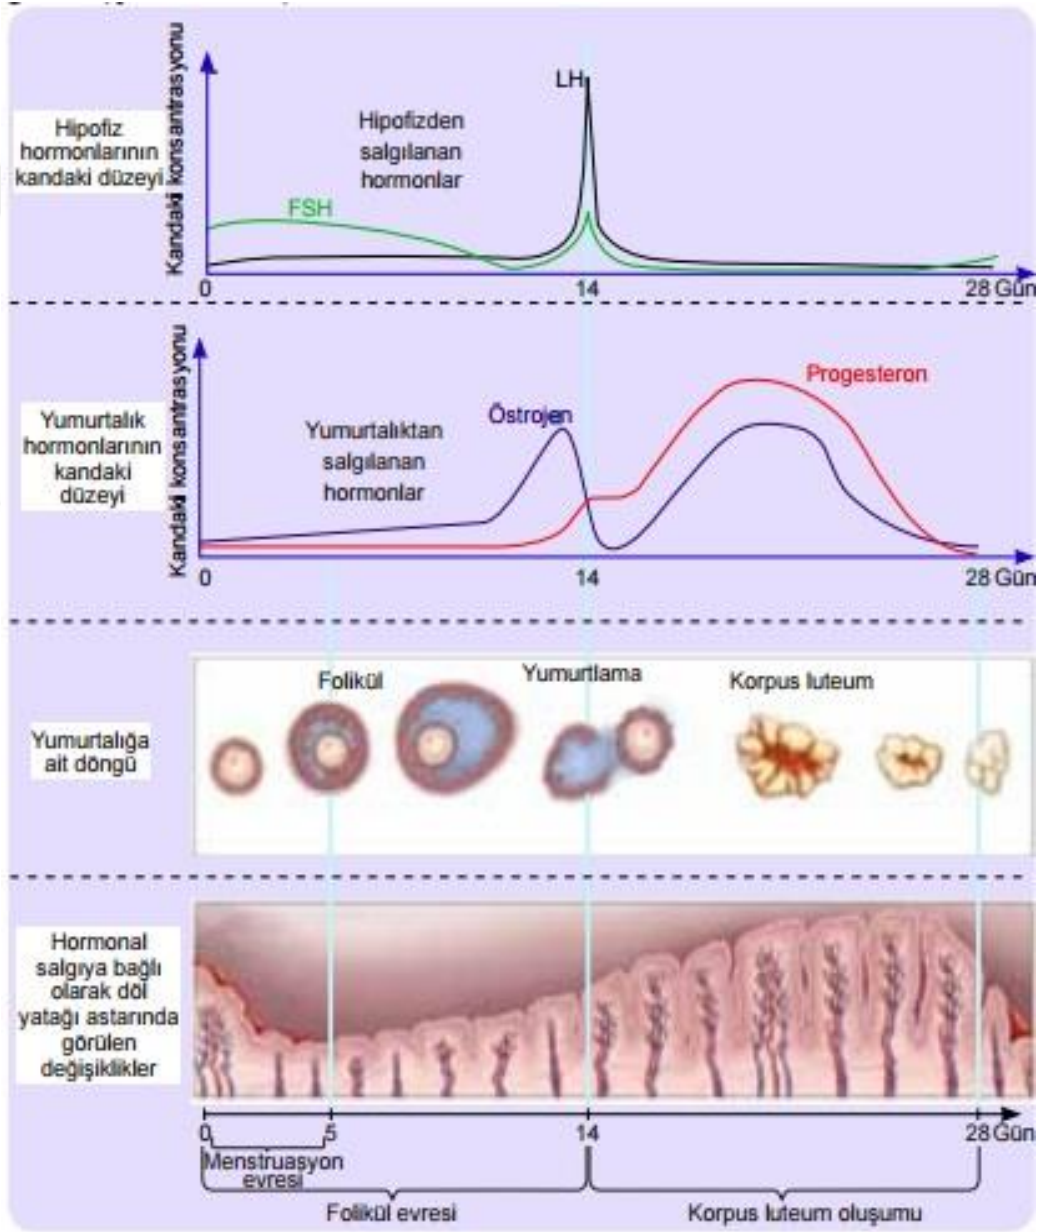 Hipofiz
hormonlarının
kandaki düzeyi
Kandaki konsantrasyonu
Hipofizden
salgılanan
hormonlar
LH
FSH
0
14
28 Gün
Yumurtalık
hormonlarının
kandaki
düzeyi
Kandaki konsantrasyonu
Yumurtalıktan
salgılanan
hormonlar
Östrojen
Progesteron
0
14
28 Gün
Yumurtalığa
ait döngü
Folikül
Yumurtlama
Korpus luteum
Hormonal
salgıya bağlı
olarak döl
yatağı astarında
görülen
değişiklikler
0
5
14
28 Gün
Menstruasyon
evresi
Folikül evresi
Korpus luteum oluşumu